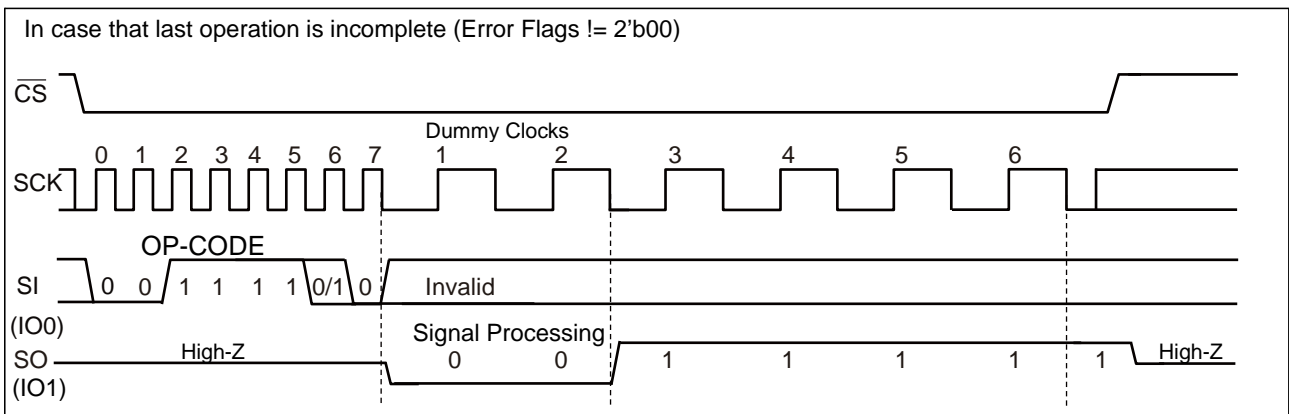 In case that last operation is incomplete (Error Flags != 2'b00)
CS
Dummy Clocks
0 1 2 3 4 5 6 7 1 2 3 4 5 6
SCK
OP-CODE
SI 0 0 1 1 1 1 0/1 0 Invalid
(IO0)
Signal Processing
SO High-Z 0 0 1 1 1 1 1 High-Z
(IO1)